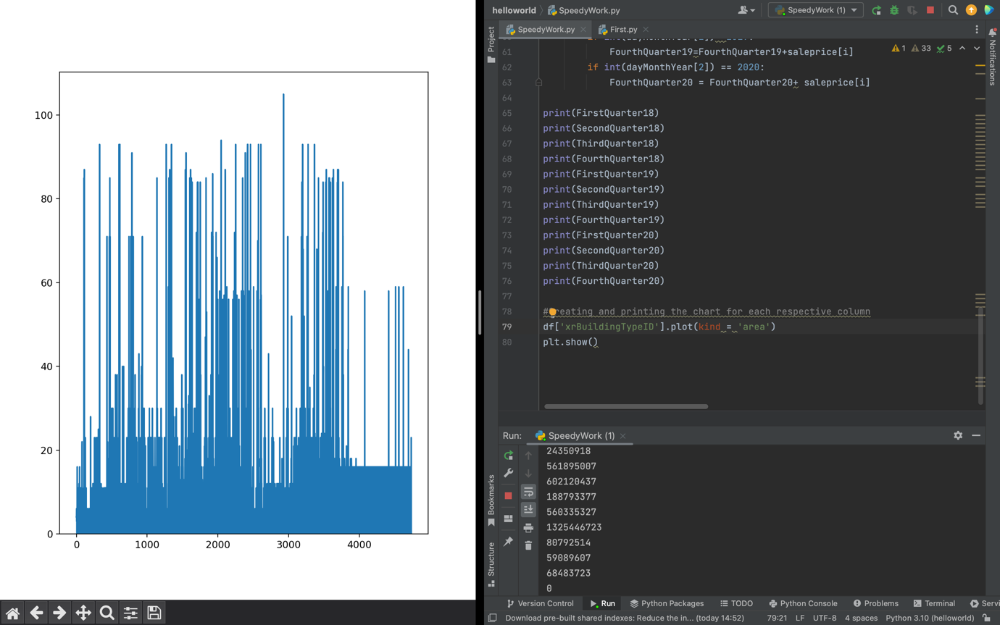 helloworld
SpeedyWork.py
SpeedyWork (1)
Project
SpeedyWork.py
First.py
Notifications
1
33
5
61
FourthQuarter19=FourthQuarter19+saleprice[i]
62
if int(dayMonthYear[2]) == 2020:
63
FourthQuarter20 = FourthQuarter20+ saleprice[i]
64
65
print(FirstQuarter18)
66
print(SecondQuarter18)
67
print(ThirdQuarter18)
68
print(FourthQuarter18)
69
print(FirstQuarter19)
70
print(SecondQuarter19)
71
print(ThirdQuarter19)
72
print(FourthQuarter19)
73
print(FirstQuarter20)
74
print(SecondQuarter20)
75
print(ThirdQuarter20)
76
print(FourthQuarter20)
77
78
eating and printing the chart for each respective column
79
df['xrBuildingTypeID'].plot(kind = 'area')
80
plt.show()
100
80
60
40
20
0
0
1000
2000
3000
4000
Run:
SpeedyWork (1)
24350918
561895007
602120437
188793377
560335327
1325446723
80792514
59089607
68483723
0
Bookmarks
Structure
Version Control
Run
Python Packages
TODO
Python Console
Problems
Terminal
Servi
Download pre-built shared indexes: Reduce the in... (today 14:52)
79:21
LF
UTF-8
4 spaces
Python 3.10 (helloworld)